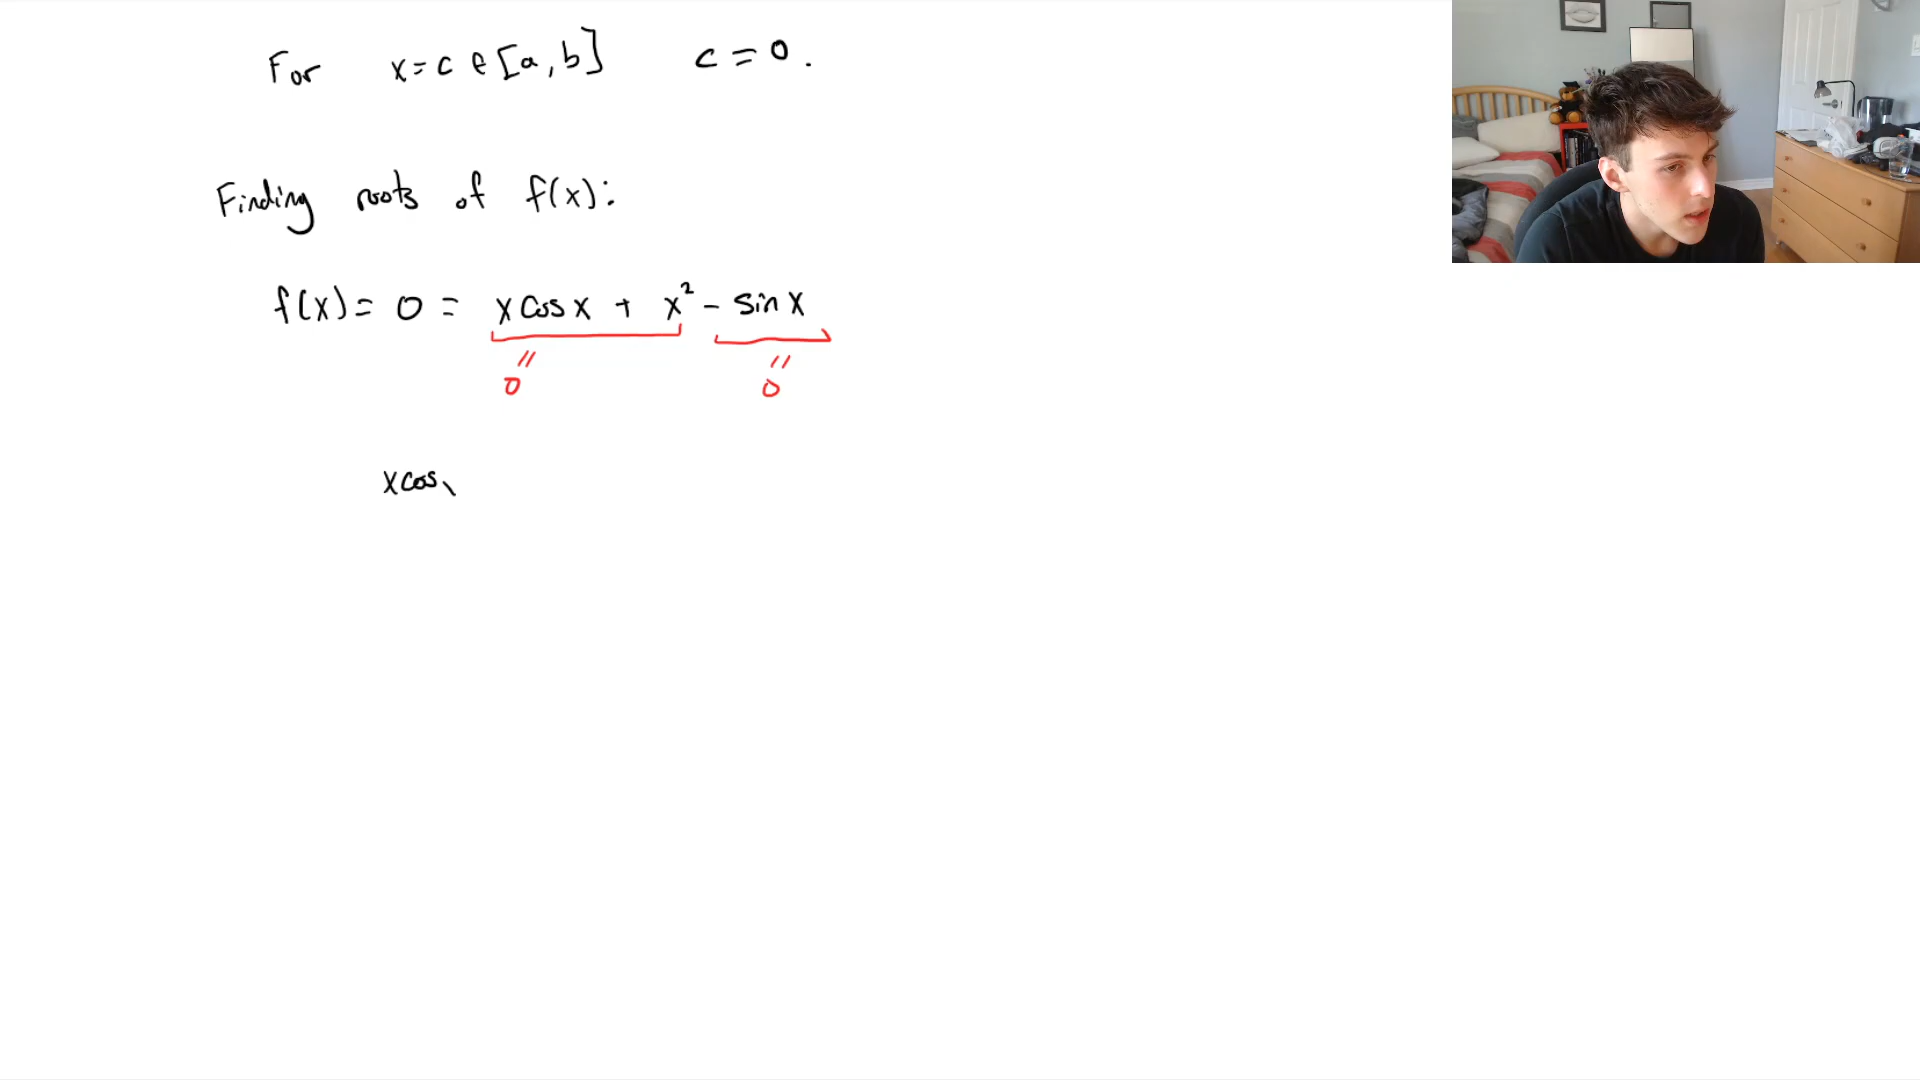 For x = c ∈ [a, b] c = 0.
Finding roots of f(x):
f(x) = 0 = x cos x + x² - sin x
" "
0 0
x cos